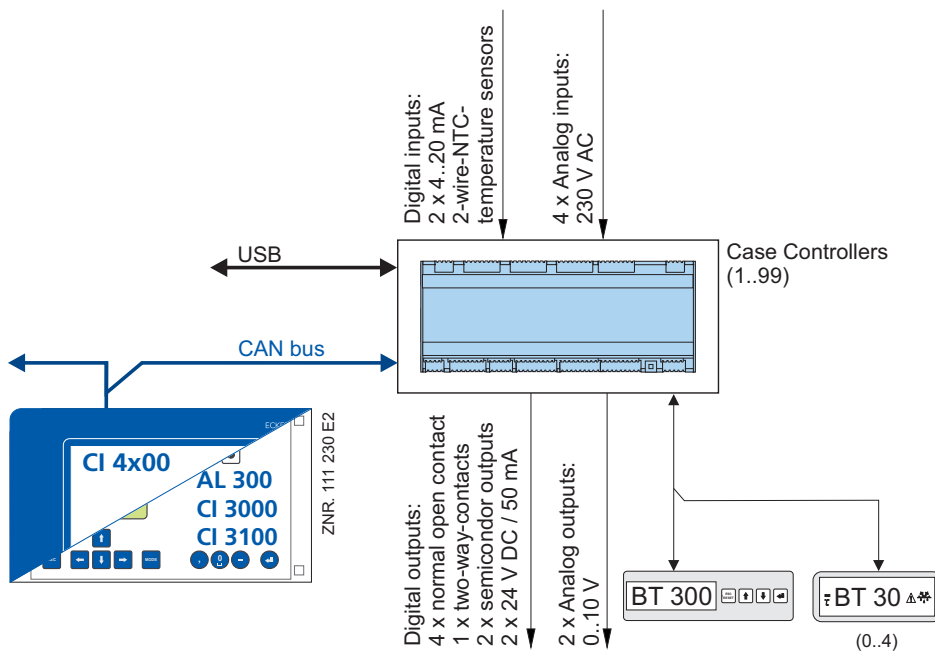 Digital inputs:
2 x 4..20 mA
2-wire-NTC-
temperature sensors
4 x Analog inputs:
230 V AC
USB
Case Controllers
(1..99)
CAN bus
CI 4x00
AL 300
CI 3000
CI 3100
MODE
ZNR. 111 230 E2
Digital outputs:
4 x normal open contact
1 x two-way-contacts
2 x semicondor outputs
2 x 24 V DC / 50 mA
2 x Analog outputs:
0..10 V
BT 300
BT 30
(0..4)